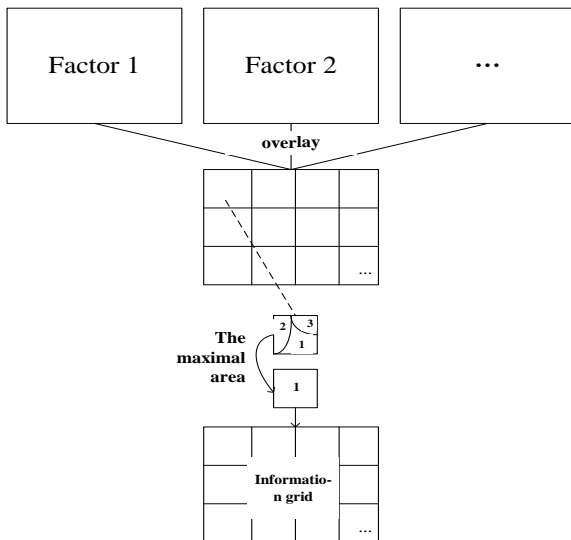 Factor 1
Factor 2
...
overlay
...
2
3
1
The
maximal
area
1
Informatio-
n grid
...